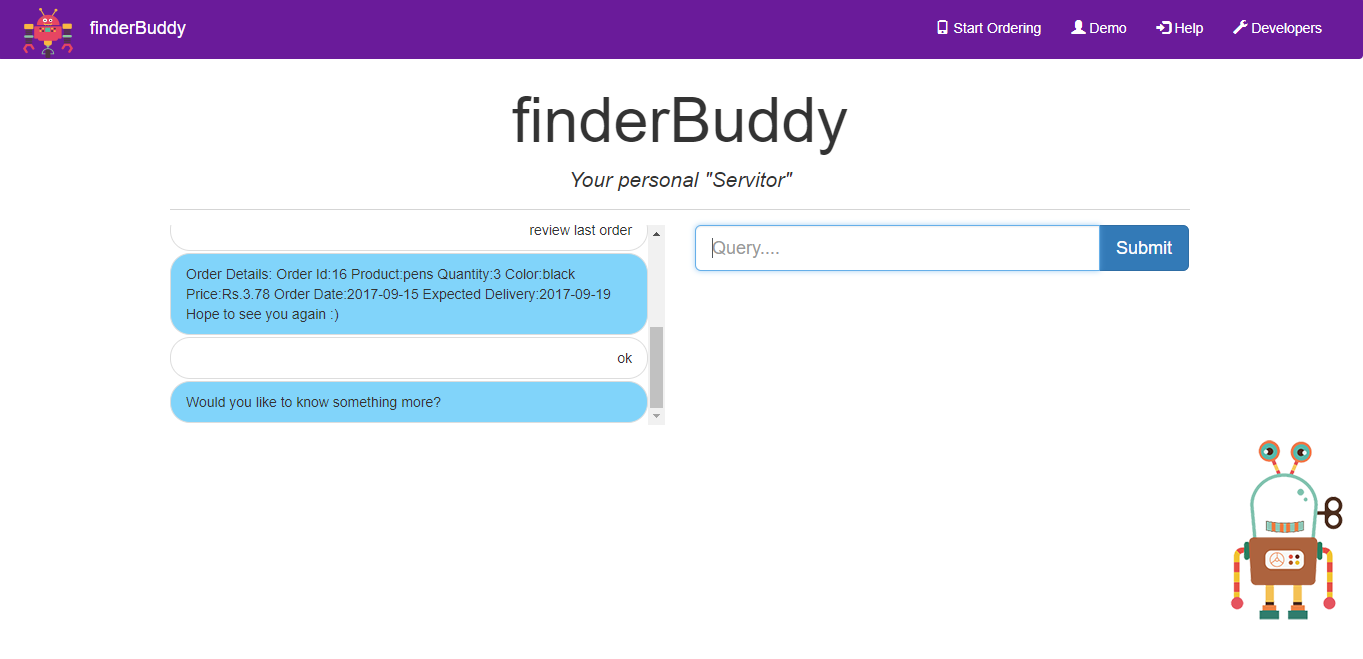 finderBuddy
Start Ordering
Demo
Help
Developers
finderBuddy
Your personal "Servitor"
review last order
Order Details: Order Id:16 Product:pens Quantity:3 Color:black
Price:Rs.3.78 Order Date:2017-09-15 Expected Delivery:2017-09-19
Hope to see you again :)
ok
Would you like to know something more?
Query....
Submit